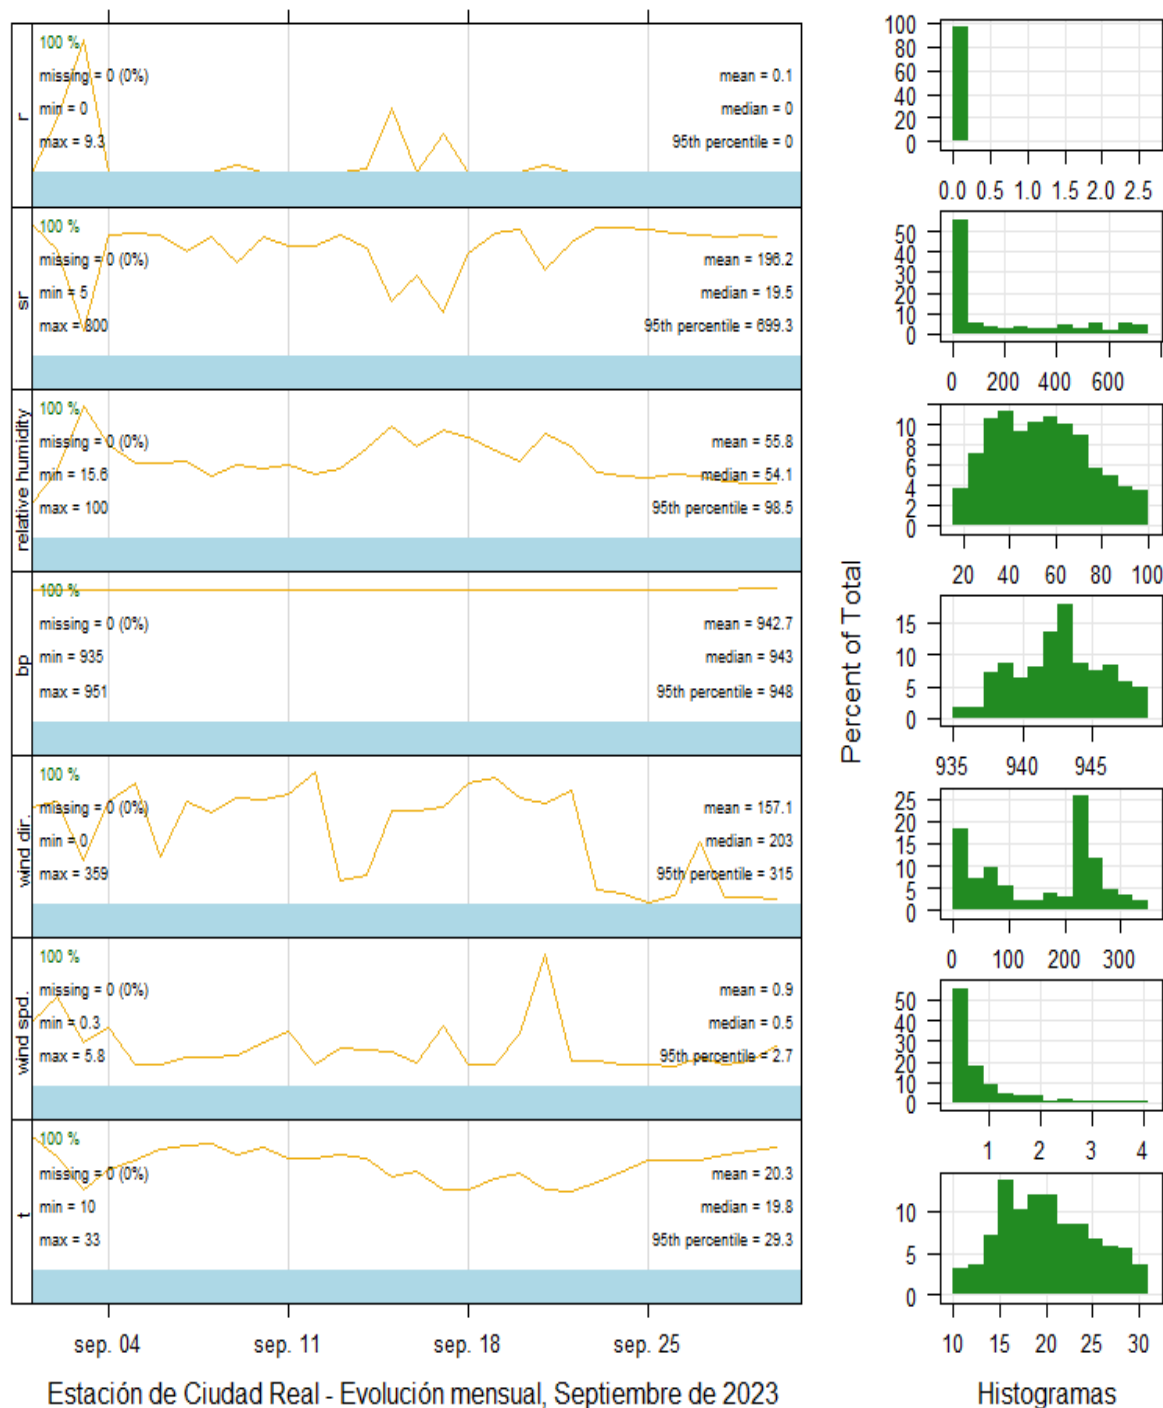 r
100 %
missing = 0 (0%)
min = 0
max = 9.3
mean = 0.1
median = 0
95th percentile = 0
sr
100 %
missing = 0 (0%)
min = 5
max = 800
mean = 196.2
median = 19.5
95th percentile = 699.3
relative humidity
100 %
missing = 0 (0%)
min = 15.6
max = 100
mean = 55.8
median = 54.1
95th percentile = 98.5
bp
100 %
missing = 0 (0%)
min = 935
max = 951
mean = 942.7
median = 943
95th percentile = 948
wind dir.
100 %
missing = 0 (0%)
min = 0
max = 359
mean = 157.1
median = 203
95th percentile = 315
wind spd.
100 %
missing = 0 (0%)
min = 0.3
max = 5.8
mean = 0.9
median = 0.5
95th percentile = 2.7
t
100 %
missing = 0 (0%)
min = 10
max = 33
mean = 20.3
median = 19.8
95th percentile = 29.3
sep. 04 sep. 11 sep. 18 sep. 25
Estación de Ciudad Real - Evolución mensual, Septiembre de 2023
Percent of Total
100
80
60
40
20
0
0.0 0.5 1.0 1.5 2.0 2.5
50
40
30
20
10
0
0 200 400 600
10
8
6
4
2
0
20 40 60 80 100
15
10
5
0
935 940 945
25
20
15
10
5
0
0 100 200 300
50
40
30
20
10
0
1 2 3 4
10
5
0
10 15 20 25 30
Histogramas